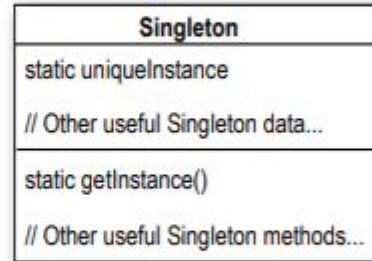 Singleton
static uniqueInstance
// Other useful Singleton data...
static getInstance()
// Other useful Singleton methods...